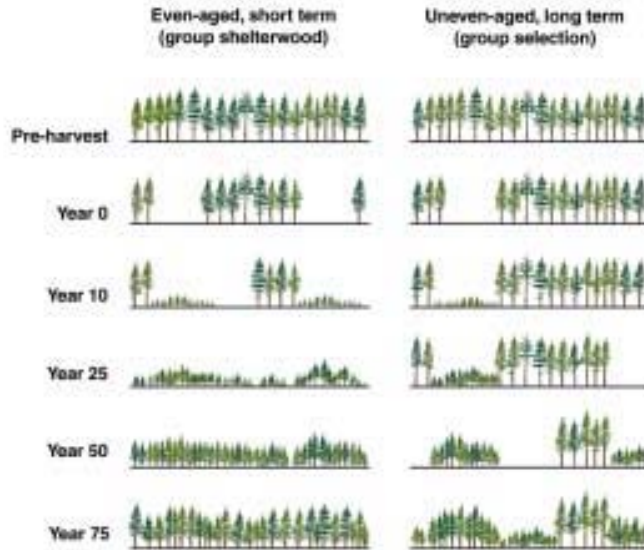 Even-aged, short term
(group shelterwood)
Uneven-aged, long term
(group selection)
Pre-harvest
Year 0
Year 10
Year 25
Year 50
Year 75